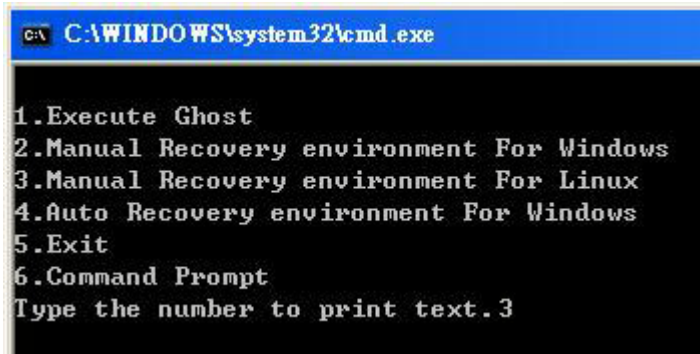 C:\WINDOWS\system32\cmd.exe
1.Execute Ghost
2.Manual Recovery environment For Windows
3.Manual Recovery environment For Linux
4.Auto Recovery environment For Windows
5.Exit
6.Command Prompt
Type the number to print text.3